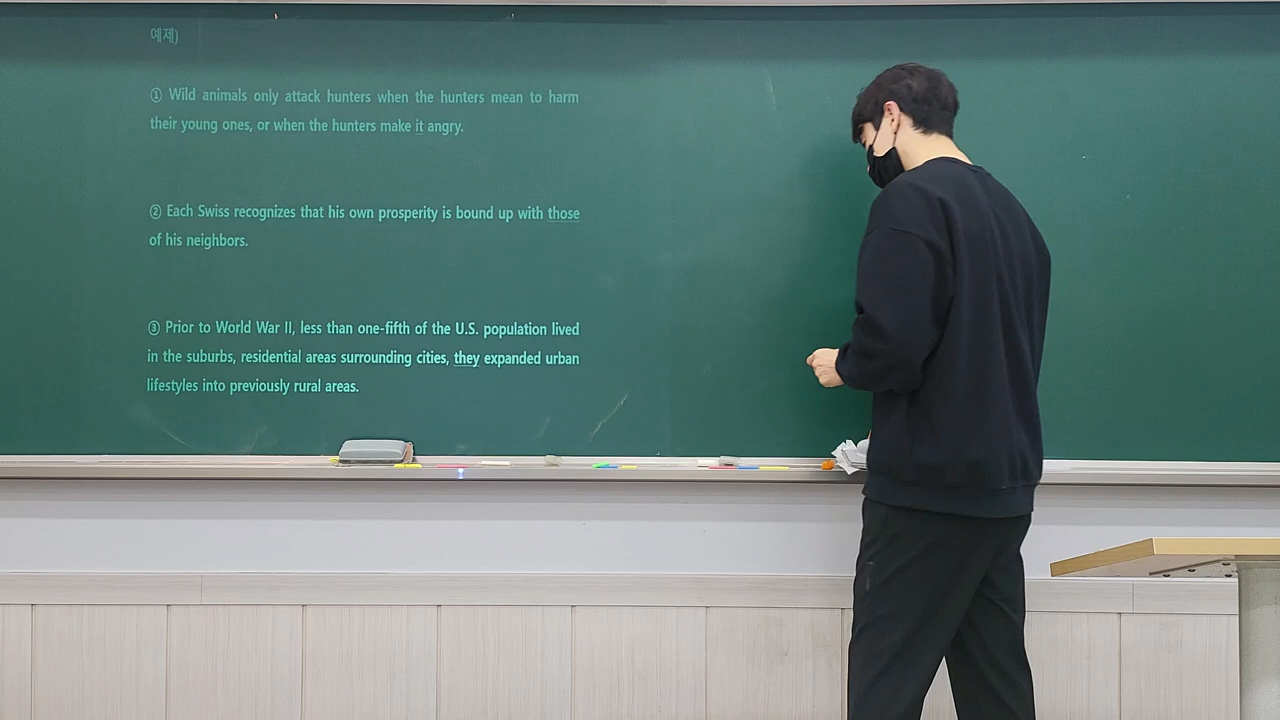 예제)
① Wild animals only attack hunters when the hunters mean to harm
their young ones, or when the hunters make it angry.
② Each Swiss recognizes that his own prosperity is bound up with those
of his neighbors.
③ Prior to World War II, less than one-fifth of the U.S. population lived
in the suburbs, residential areas surrounding cities, they expanded urban
lifestyles into previously rural areas.